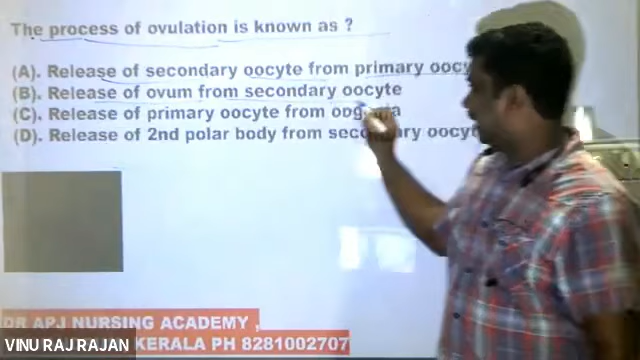 The process of ovulation is known as ?
(A). Release of secondary oocyte from primary
(B). Release of ovum from secondary oocyte
(C). Release of primary oocyte from
(D). Release of 2nd polar body from
DR APJ NURSING ACADEMY ,
VINU RAJ RAJAN KERALA PH 8281002707